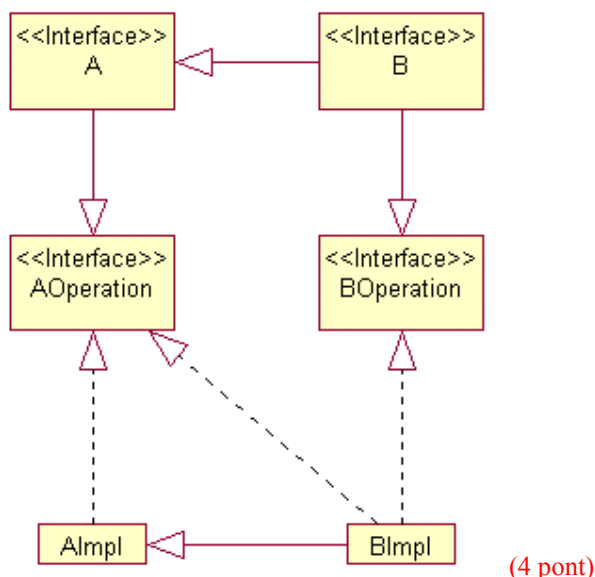 <<Interface>>
A
<<Interface>>
B
<<Interface>>
AOperation
<<Interface>>
BOperation
AImpl
BImpl
(4 pont)